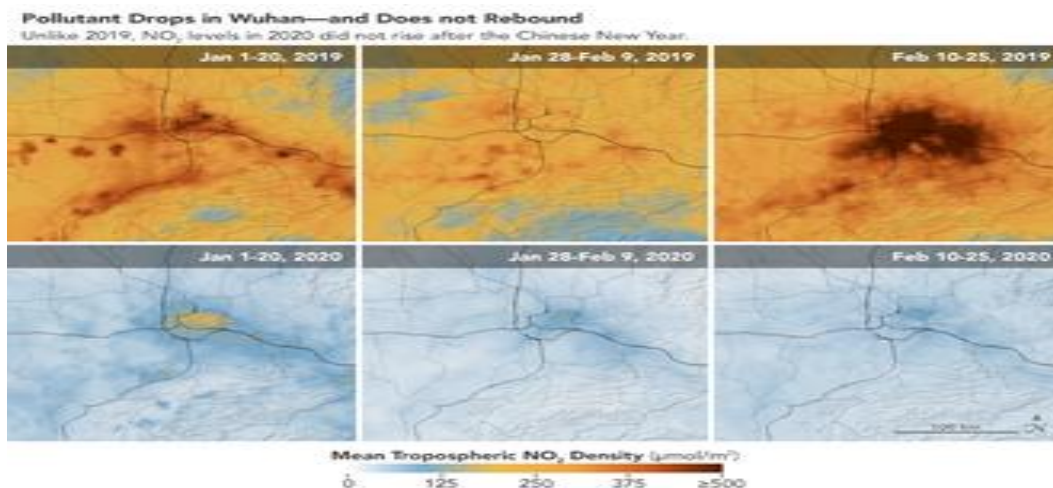 Pollutant Drops in Wuhan—and Does not Rebound
Unlike 2019, NO₂ levels in 2020 did not rise after the Chinese New Year.
Jan 1-20, 2019
Jan 28-Feb 9, 2019
Feb 10-25, 2019
Jan 1-20, 2020
Jan 28-Feb 9, 2020
Feb 10-25, 2020
N
Mean Tropospheric NO₂ Density (μmol/m²)
0 125 250 375 ≥500